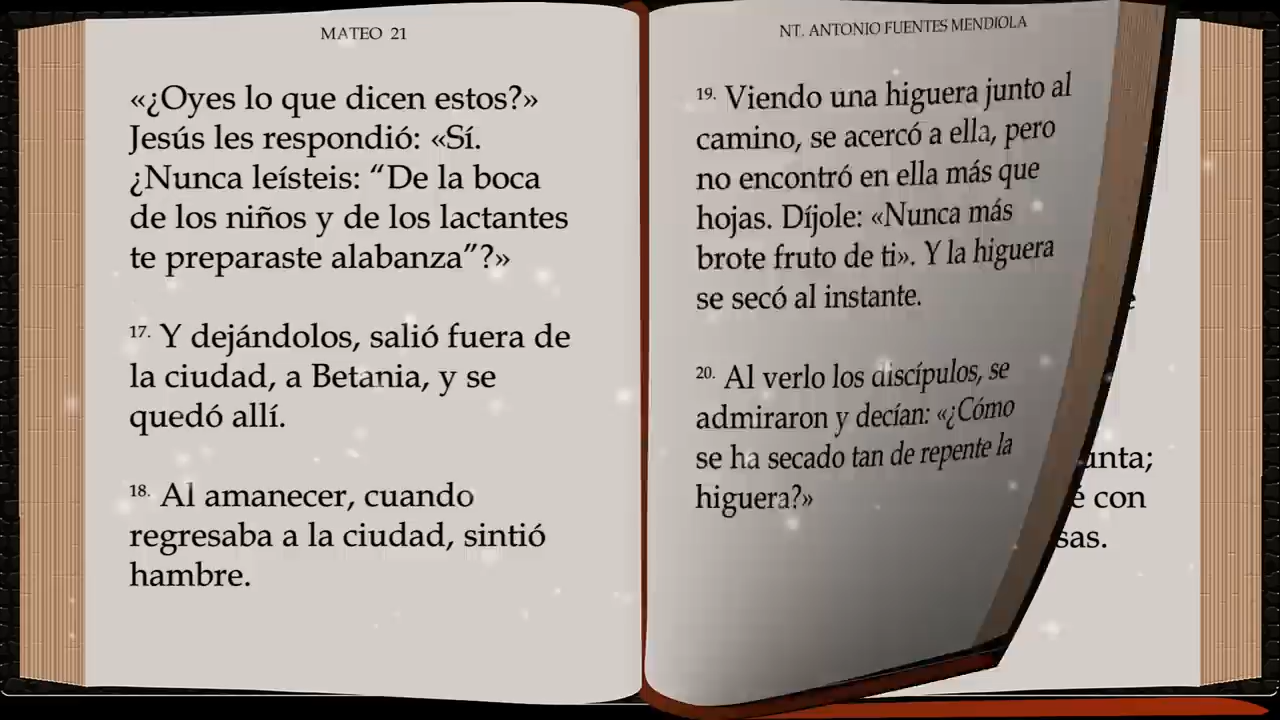 MATEO 21
«¿Oyes lo que dicen estos?»
Jesús les respondió: «Sí.
¿Nunca leísteis: “De la boca
de los niños y de los lactantes
te preparaste alabanza”?»
17. Y dejándolos, salió fuera de
la ciudad, a Betania, y se
quedó allí.
18. Al amanecer, cuando
regresaba a la ciudad, sintió
hambre.
NT. ANTONIO FUENTES MENDIOLA
19. Viendo una higuera junto al
camino, se acercó a ella, pero
no encontró en ella más que
hojas. Díjole: «Nunca más
brote fruto de ti». Y la higuera
se secó al instante.
20. Al verlo los discípulos, se
admiraron y decían: «¿Cómo
se ha secado tan de repente la
higuera?»
con